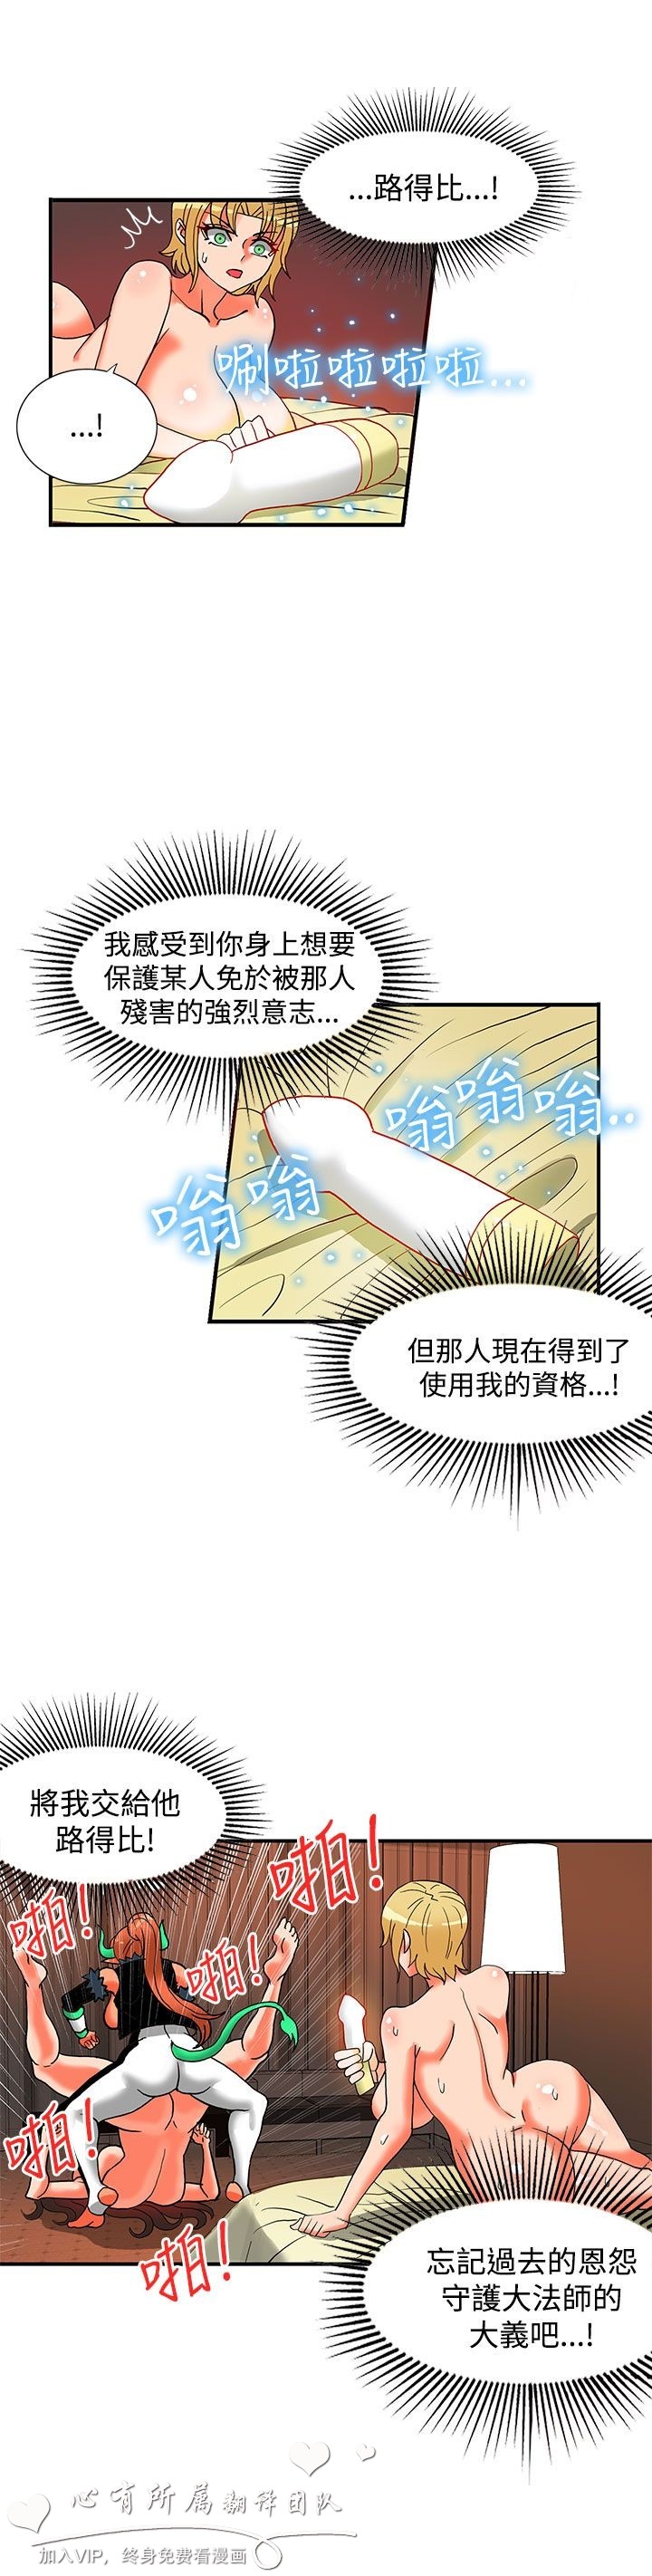 ...路得比...!
唰啦啦啦啦...
...!
我感受到你身上想要
保護某人免於被那人
殘害的強烈意志...
嗡嗡嗡..
嗡嗡
但那人現在得到了
使用我的資格...!
將我交給他
路得比!
啪!
啪!
啪!
啪!
啪!
忘記過去的恩怨
守護大法師的
大義吧...!
心有所属翻译团队
加入VIP，终身免费看漫画